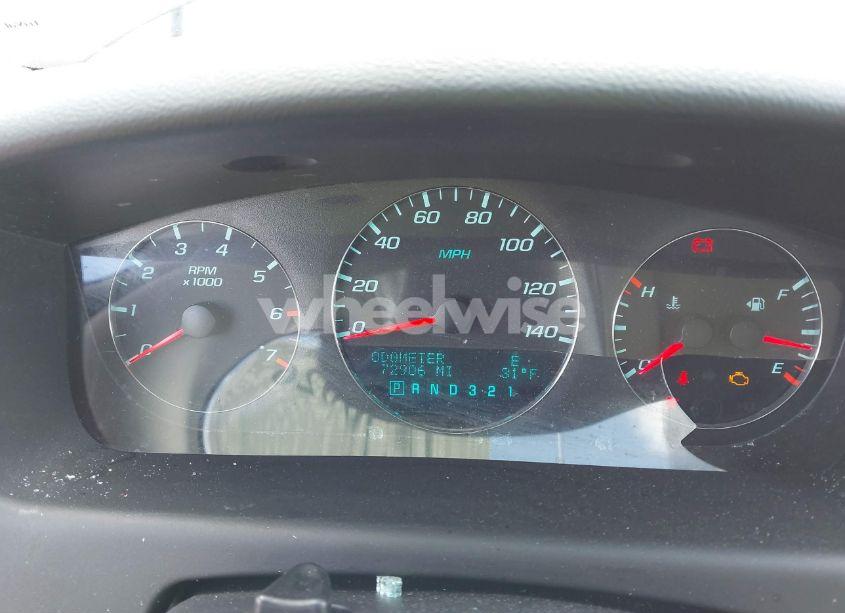 0 1 2 3 4 5 6 7
RPM
x1000
0 20 40 60 80 100 120 140
MPH
wheelwise
ODOMETER E
72906 MI 31°F
P R N D 3 2 1
H
C
F
E